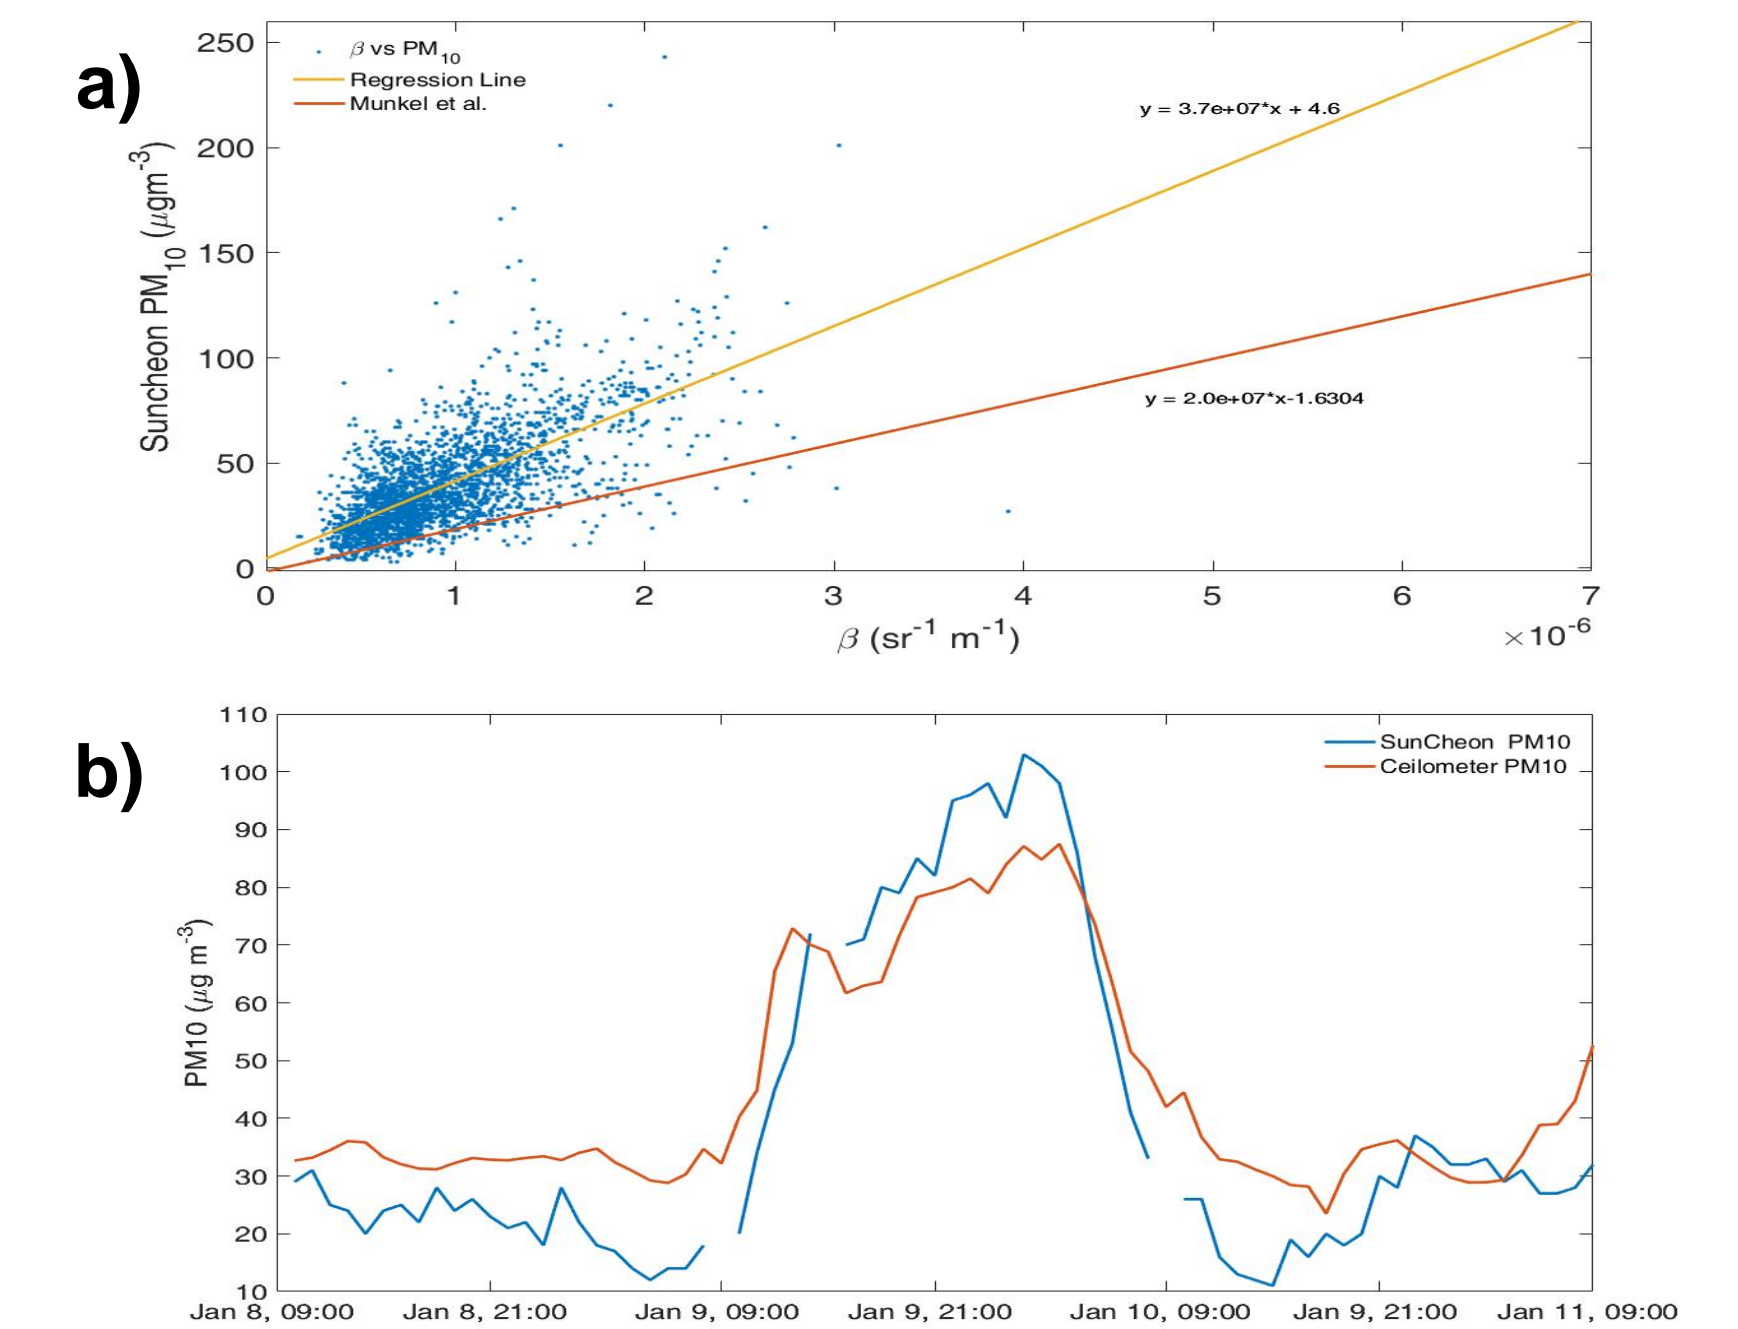 a)
β vs PM10
Regression Line
Munkel et al.
y = 3.7e+07*x + 4.6
y = 2.0e+07*x-1.6304
Suncheon PM10 (μgm-3)
250
200
150
100
50
0
0 1 2 3 4 5 6 7
β (sr-1 m-1)
×10-6
b)
SunCheon PM10
Ceilometer PM10
PM10 (μg m-3)
110
100
90
80
70
60
50
40
30
20
10
Jan 8, 09:00 Jan 8, 21:00 Jan 9, 09:00 Jan 9, 21:00 Jan 10, 09:00 Jan 9, 21:00 Jan 11, 09:00